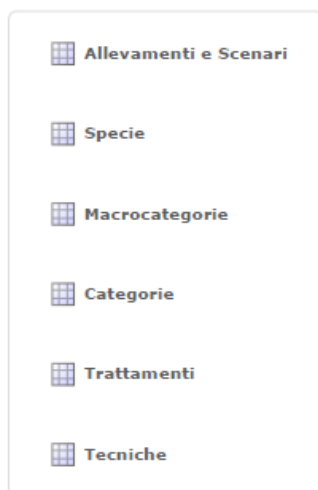 Allevamenti e Scenari
Specie
Macrocategorie
Categorie
Trattamenti
Tecniche